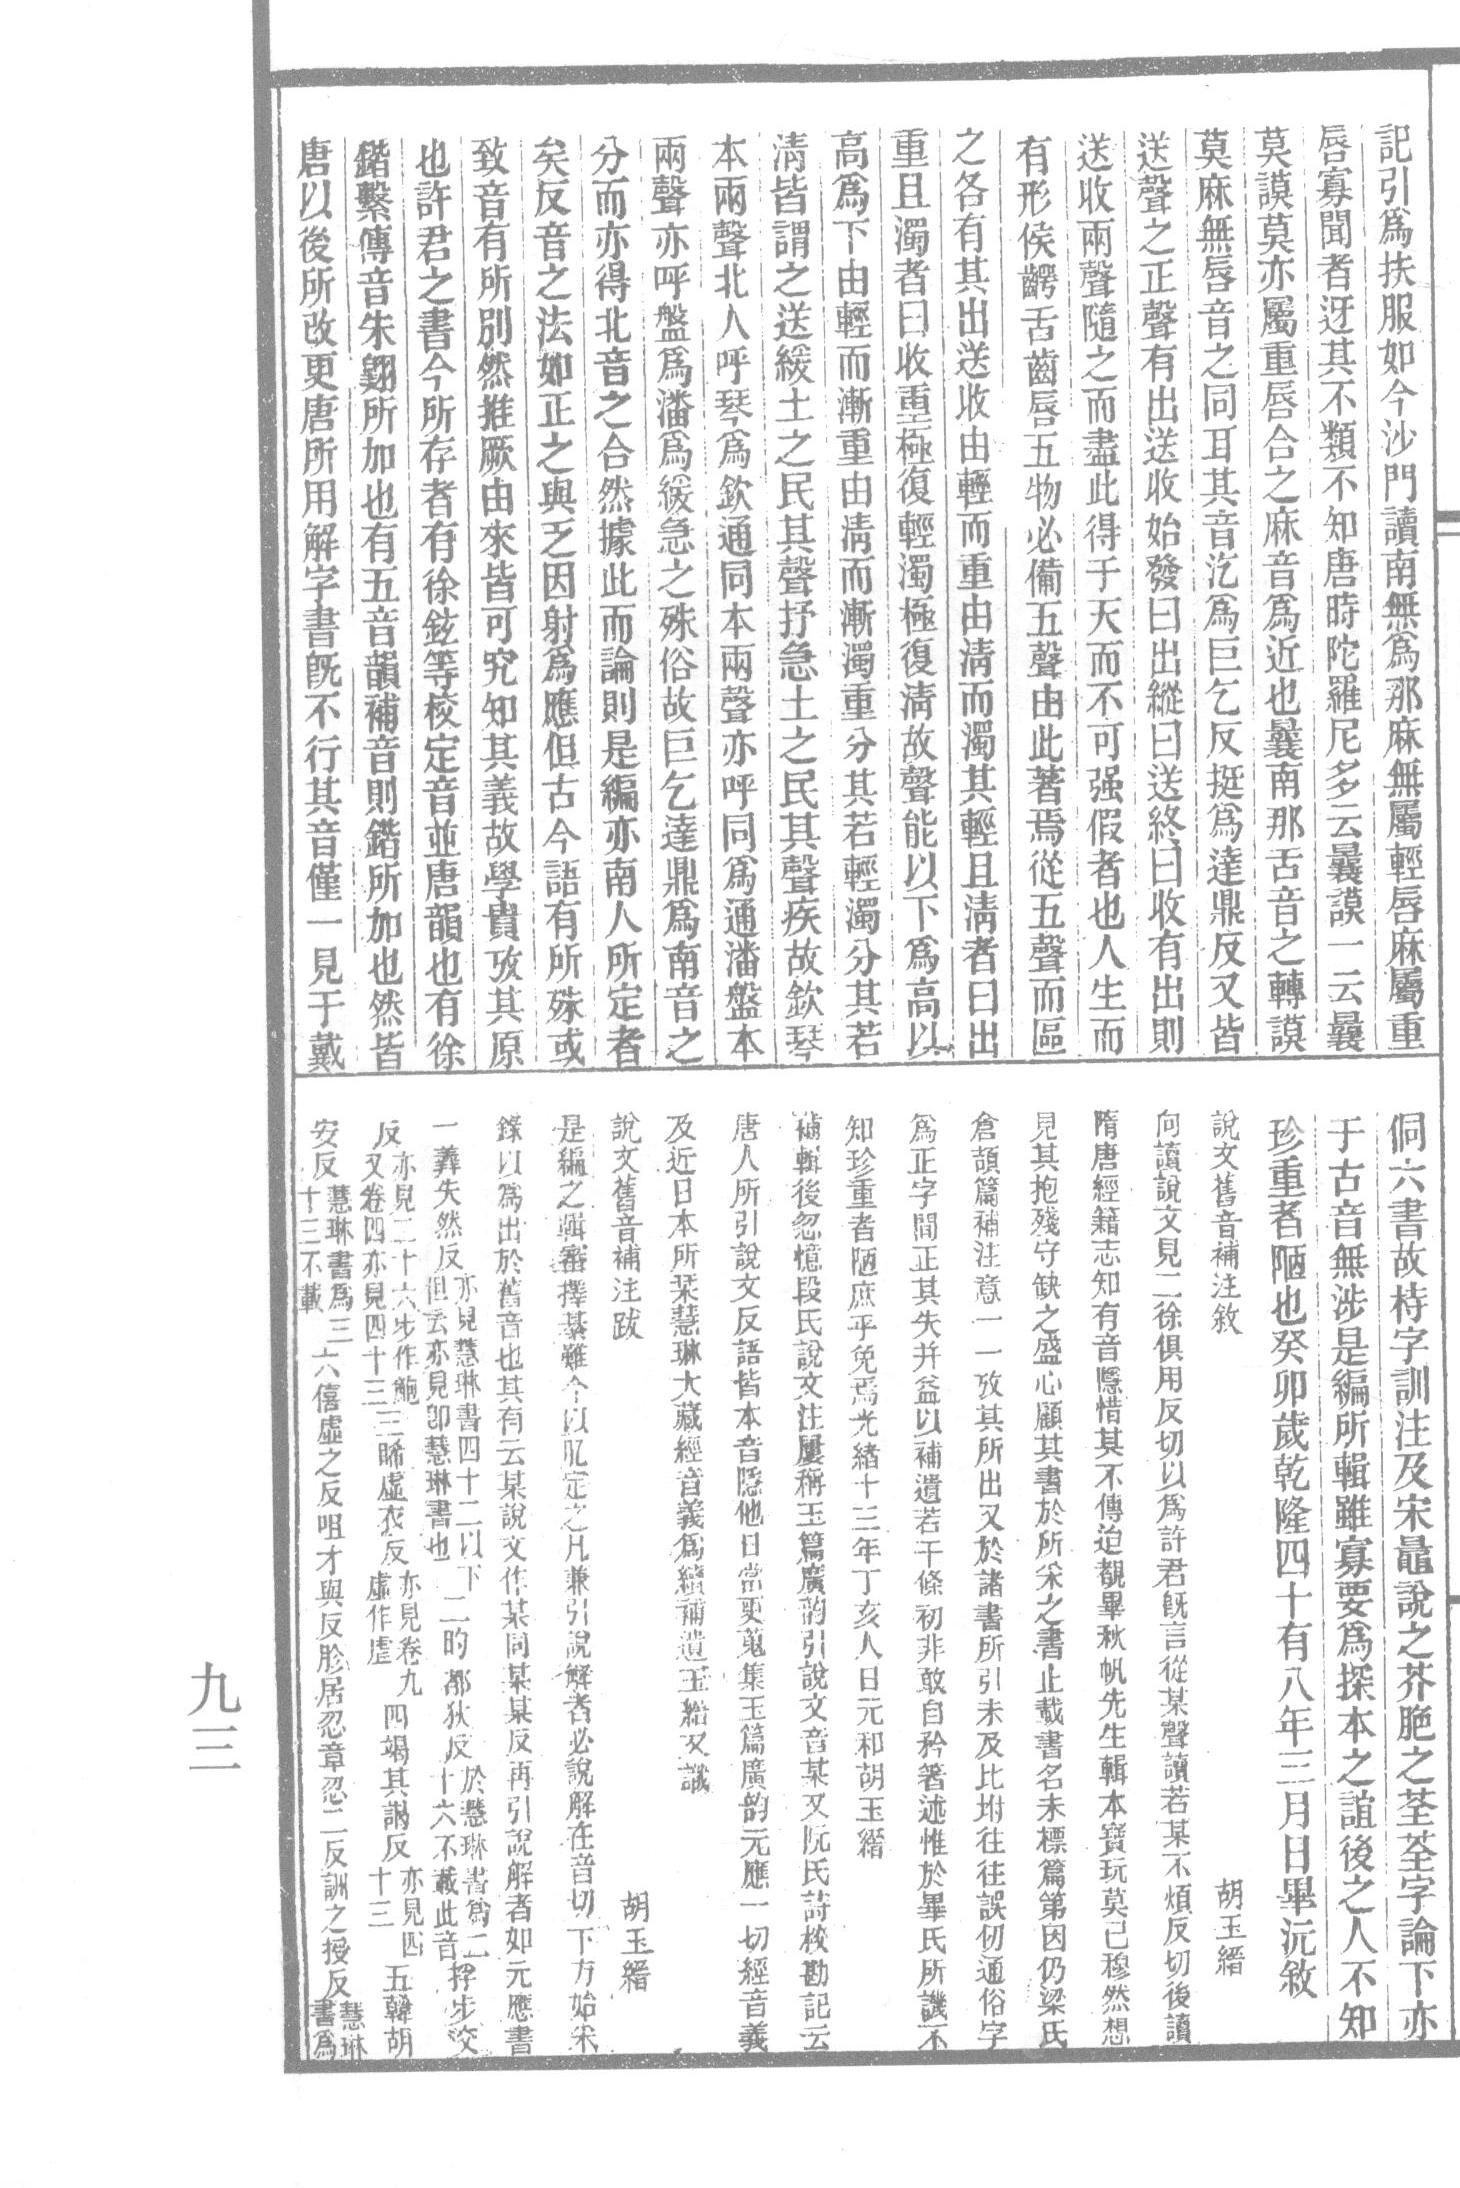 記引爲扶服如今沙門讀南無爲那麻無屬輕唇麻屬重
唇寡聞者迓其不類不知唐時陀羅尼多云曩謨一云曩
莫謨莫亦屬重唇合之麻音爲近也曩南那舌音之轉謨
莫麻無唇音之同耳其音汔爲巨乞反挺爲達鼎反又皆
送聲之正聲有出送收始發曰出縱曰送終曰收有出則
送收兩聲隨之而盡此得于天而不可强假者也人生而
有形侯齶舌齒唇五物必備五聲由此著焉從五聲而區
之各有其出送收由輕而重由淸而濁其輕且淸者曰出
重且濁者曰收重極復輕濁極復淸故聲能以下爲高以
高爲下由輕而漸重由淸而漸濁重分其若輕濁分其若
淸皆謂之送緩土之民其聲抒急土之民其聲疾故欽琴
本兩聲北人呼琴爲欽通同本兩聲亦呼同爲通潘盤本
兩聲亦呼盤爲潘爲緩急之殊俗故巨乞達鼎爲南音之
分而亦得北音之合然據此而論則是編亦南人所定者
矣反音之法如正之與乏因射爲應但古今語有所殊或
致音有所別然推厥由來皆可究知其義故學貴攷其原
也許君之書今所存者有徐鉉等校定音並唐韻也有徐
鍇繫傳音朱翺所加也有五音韻補音則鍇所加也然皆
唐以後所改更唐所用解字書旣不行其音僅一見于戴
侗六書故梼字訓注及宋鼂說之芥脃之荃荃字論下亦
于古音無涉是編所輯雖寡要爲探本之誼後之人不知
珍重者陋也癸卯歲乾隆四十有八年三月日畢沅敘
說文舊音補注敘　胡玉縉
向讀說文見二徐俱用反切以爲許君旣言從某聲讀若某不煩反切後讀
隋唐經籍志知有音隱惜其不傳迨覩畢秋帆先生輯本寶玩莫已穆然想
見其抱殘守缺之盛心顧其書於所采之書止載書名未標篇第因仍梁氏
倉頡篇補注意一一攷其所出又於諸書所引未及比坿往往誤仞通俗字
爲正字間正其失并益以補遺若干條初非敢自矜箸述惟於畢氏所譏不
知珍重者陋庶乎免焉光緖十三年丁亥人日元和胡玉縉
補輯後忽憶段氏說文注屢稱玉篇廣韵引說文音某又阮氏詩校勘記云
唐人所引說文反語皆本音隱他日當更蒐集玉篇廣韵元應一切經音義
及近日本所栞慧琳大藏經音義爲續補遺玉縉又識
說文舊音補注跋　胡玉縉
是編之輯審擇綦難今以肊定之凡兼引說解者必說解在音切下方始采
錄以爲出於舊音也其有云某說文作某同某某反再引說解者如元應書
一羛失然反亦見慧琳書四十二以下但云亦見卽慧琳書也二旳都狄反於慧琳書爲二十六不載此音捊步交
反亦見二十六步作鮑又卷四亦見四十三三睎虛衣反亦見卷九虛作虗四竭其謁反亦見四十三五韓胡
安反慧琳書爲三十三不載六僖虛之反咀才與反胗居忍章忍二反詶之授反慧琳書爲
九三